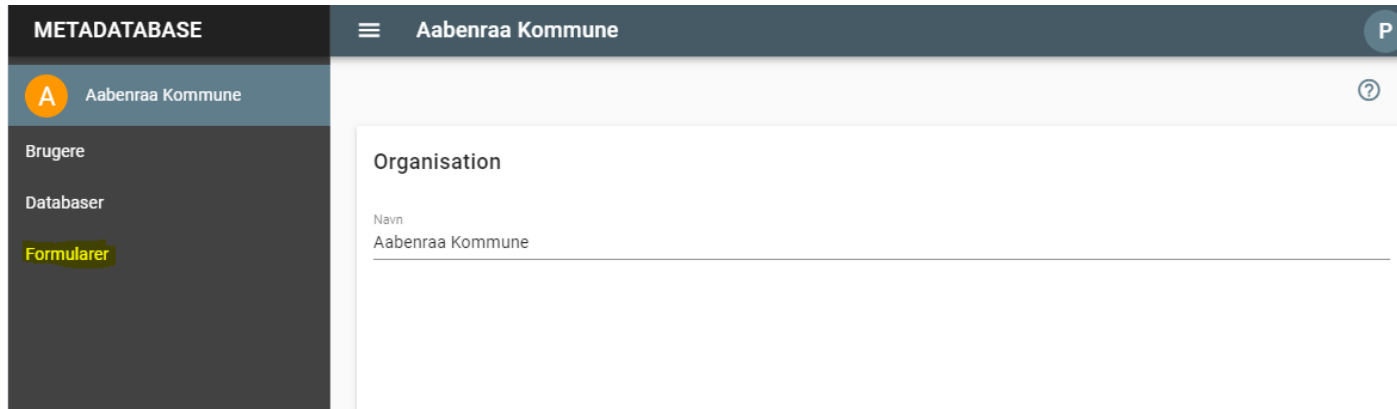 METADATABASE
Aabenraa Kommune
P
A
Aabenraa Kommune
Brugere
Databaser
Formularer
?
Organisation
Navn
Aabenraa Kommune